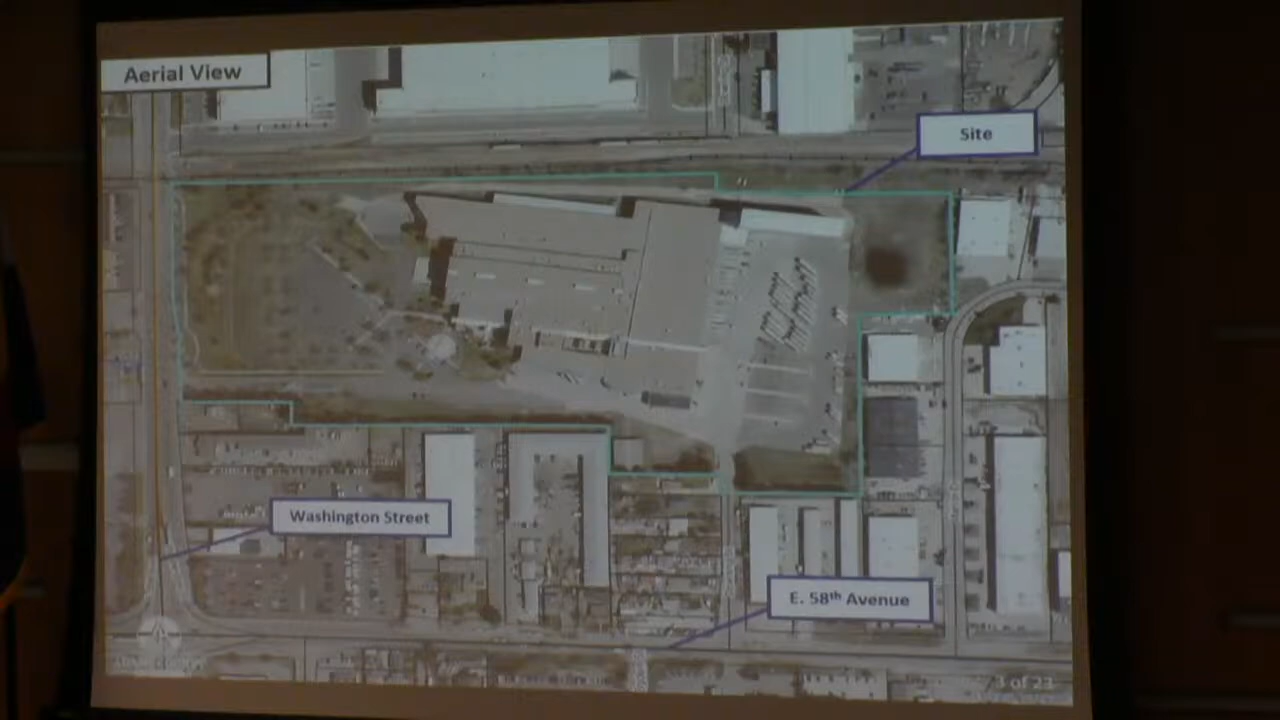 Aerial View
Site
Washington Street
E. 58th Avenue
3 of 23